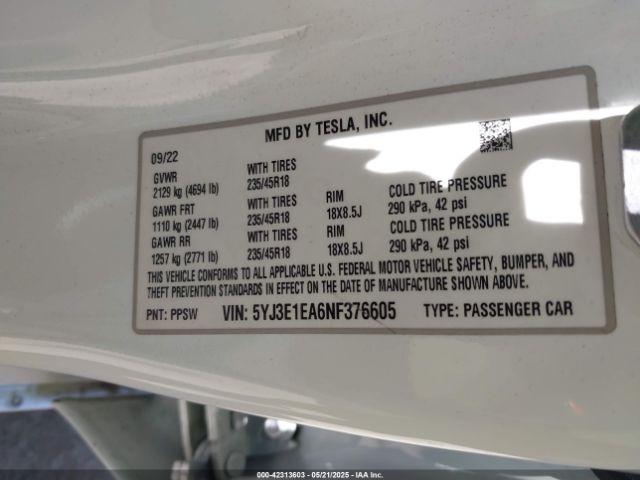 MFD BY TESLA, INC.
09/22
GVWR WITH TIRES
2129 kg (4694 lb) 235/45R18
GAWR FRT WITH TIRES RIM COLD TIRE PRESSURE
1110 kg (2447 lb) 235/45R18 18X8.5J 290 kPa, 42 psi
GAWR RR WITH TIRES RIM COLD TIRE PRESSURE
1257 kg (2771 lb) 235/45R18 18X8.5J 290 kPa, 42 psi
THIS VEHICLE CONFORMS TO ALL APPLICABLE U.S. FEDERAL MOTOR VEHICLE SAFETY, BUMPER, AND
THEFT PREVENTION STANDARDS IN EFFECT ON THE DATE OF MANUFACTURE SHOWN ABOVE.
PNT: PPSW VIN: 5YJ3E1EA6NF376605 TYPE: PASSENGER CAR
000-42313603 - 05/21/2025 - IAA Inc.